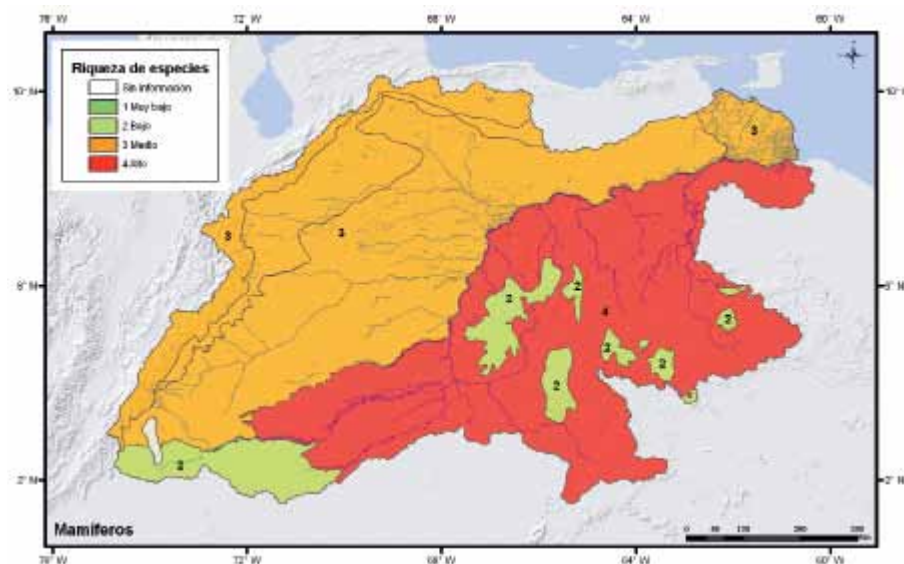 76° W 72° W 68° W 64° W 60° W
Riqueza de especies
Sin información
1 Muy bajo
2 Bajo
3 Medio
4 Alto
10° N 10° N
3
3
3
6° N 6° N
2
2
4
2
2
2
2
2
2° N 2° N
Mamíferos
76° W 72° W 68° W 64° W 60° W